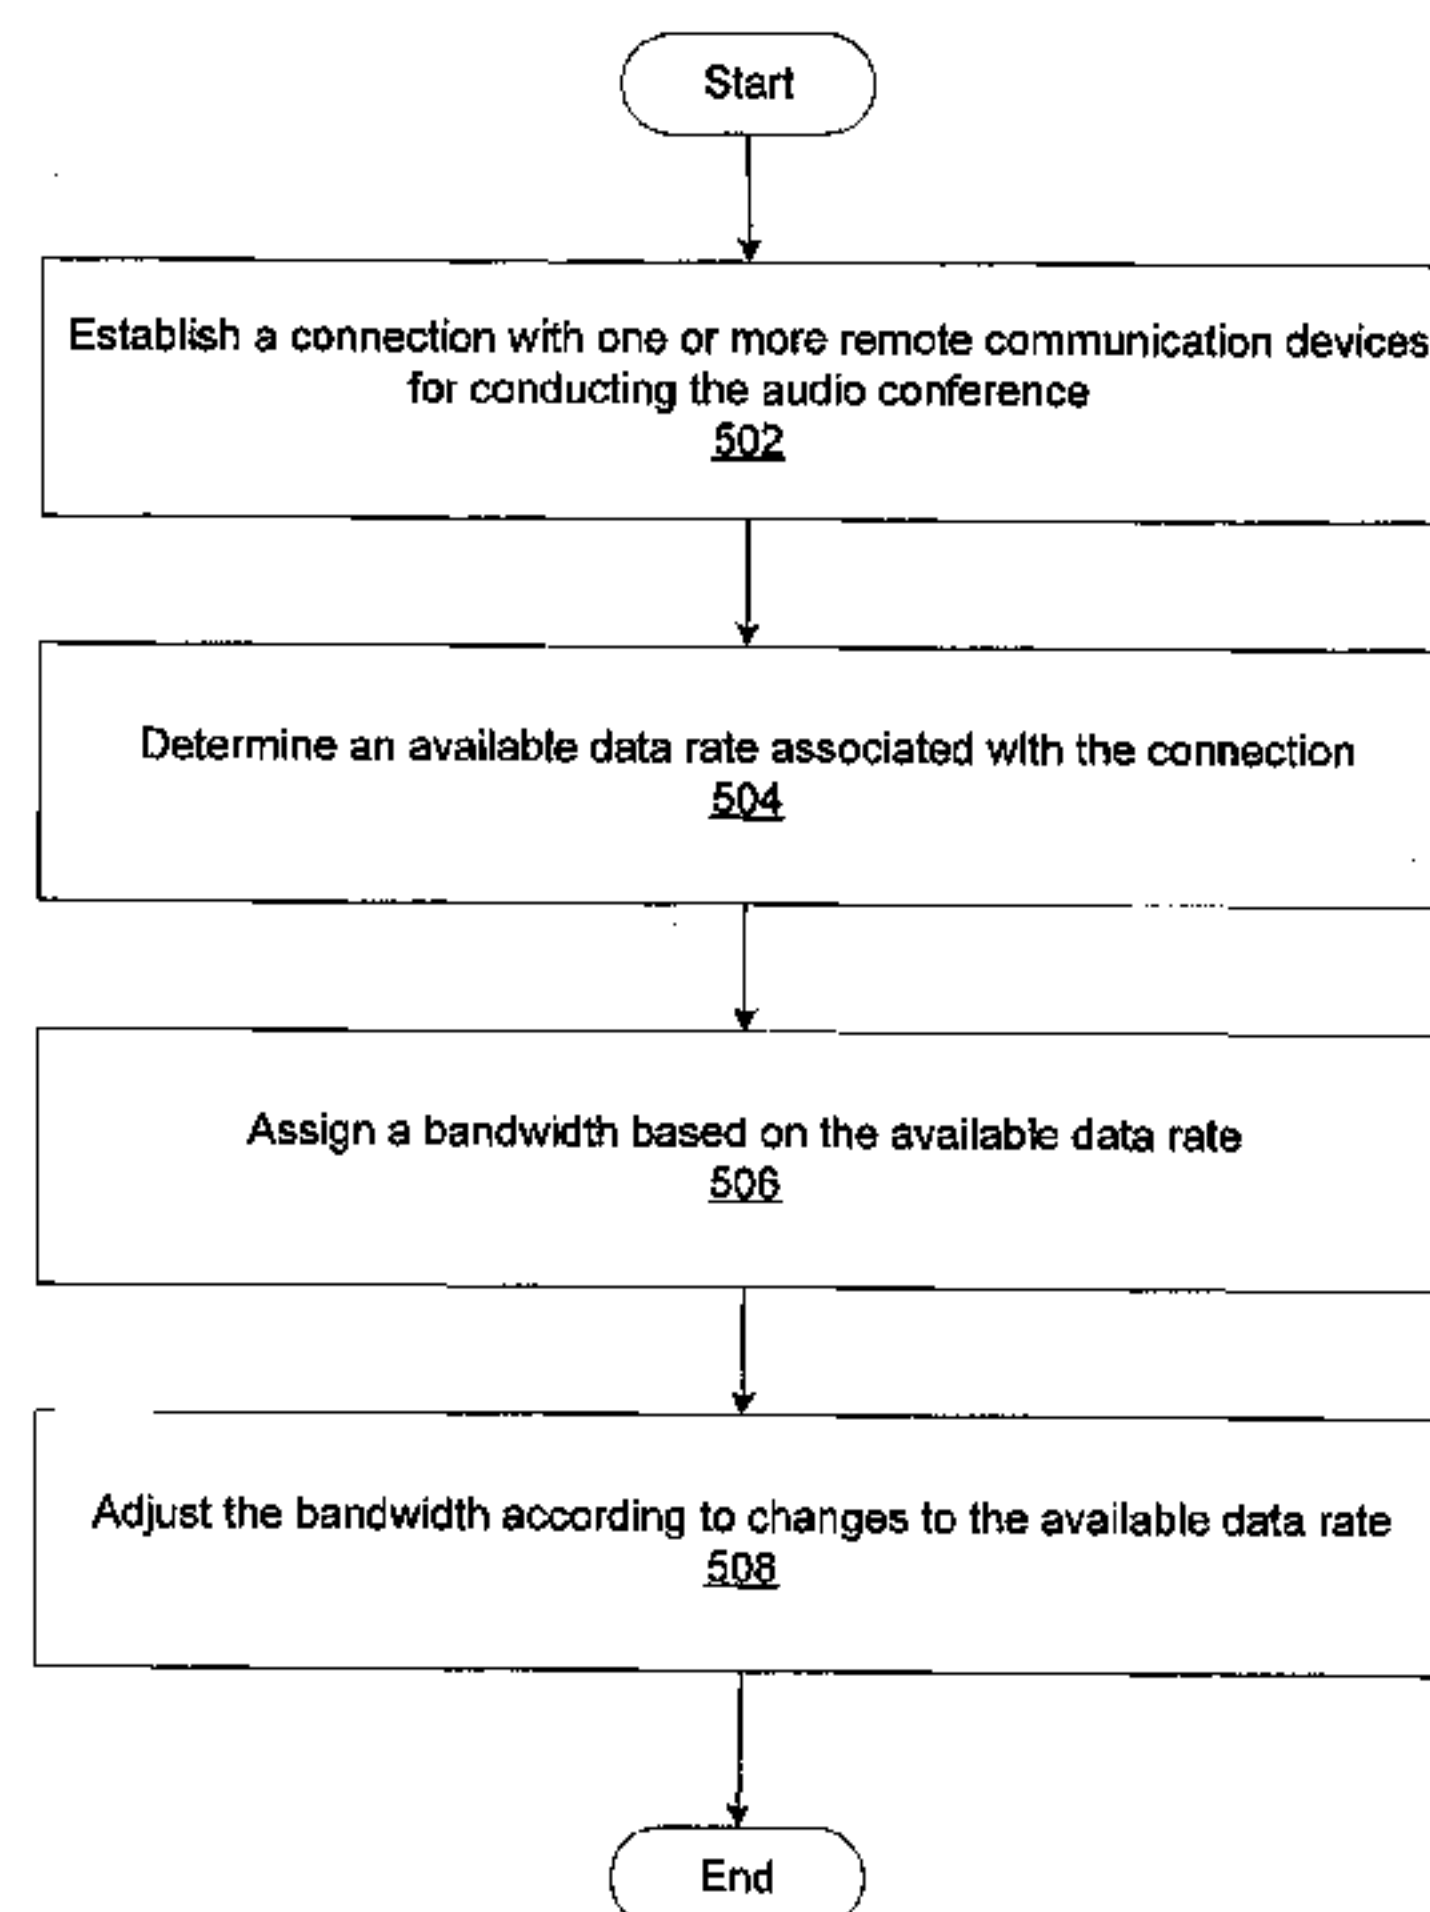 Start
Establish a connection with one or more remote communication devices
for conducting the audio conference
502
Determine an available data rate associated with the connection
504
Assign a bandwidth based on the available data rate
506
Adjust the bandwidth according to changes to the available data rate
508
End